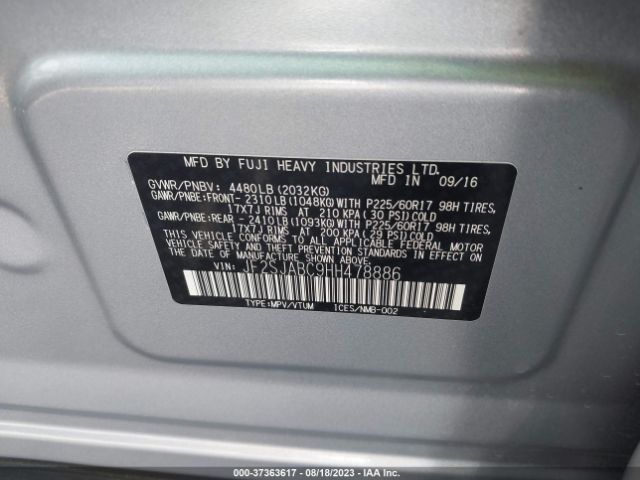 MFD BY FUJI HEAVY INDUSTRIES LTD.
MFD IN 09/16
GVWR/PNBV: 4480LB (2032KG)
GAWR/PNBE:FRONT- 2310LB (1048KG) WITH P225/60R17 98H TIRES,
17X7J RIMS AT 210 KPA (30 PSI) COLD
GAWR/PNBE:REAR - 2410LB (1093KG) WITH P225/60R17 98H TIRES,
17X7J RIMS AT 200 KPA (29 PSI) COLD
THIS VEHICLE CONFORMS TO ALL APPLICABLE FEDERAL MOTOR
VEHICLE SAFETY AND THEFT PREVENTION STANDARDS IN EFFECT ON
THE DATE OF MANUFACTURE SHOWN ABOVE.
VIN: JF2SJABC9HH478886
TYPE:MPV/VTUM ICES/NMB-002
000-37363617 - 08/18/2023 - IAA Inc.